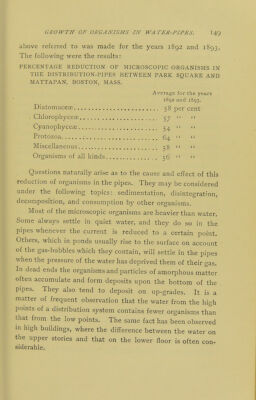 GROWTH OF ORGANISMS IN WATER-PIPES. 149
above referred to was made for the years 1892 and 1893.
The following were the results:
PERCENTAGE REDUCTION OF MICROSCOPIC ORGANISMS IN
THE DISTRIBUTION-PIPES BETWEEN PARK SQUARE AND
MATTAPAN, BOSTON, MASS.
Average for the years
1892 and 1893.
Diatomaceæ........................ 58 per cent
Chlorophyceæ...................... 57 " "
Cyanophyceæ....................... 54 " "
Protozoa.......................... 64 " "
Miscellaneous..................... 58 " "
Organisms of all kinds............ 56 " "
Questions naturally arise as to the cause and effect of this
reduction of organisms in the pipes. They may be considered
under the following topics: sedimentation, disintegration,
decomposition, and consumption by other organisms.
Most of the microscopic organisms are heavier than water.
Some always settle in quiet water, and they do so in the
pipes whenever the current is reduced to a certain point.
Others, which in ponds usually rise to the surface on account
of the gas-bubbles which they contain, will settle in the pipes
when the pressure of the water has deprived them of their gas.
In dead ends the organisms and particles of amorphous matter
often accumulate and form deposits upon the bottom of the
pipes. They also tend to deposit on up-grades. It is a
matter of frequent observation that the water from the high
points of a distribution system contains fewer organisms than
that from the low points. The same fact has been observed
in high buildings, where the difference between the water on
the upper stories and that on the lower floor is often con-
siderable.